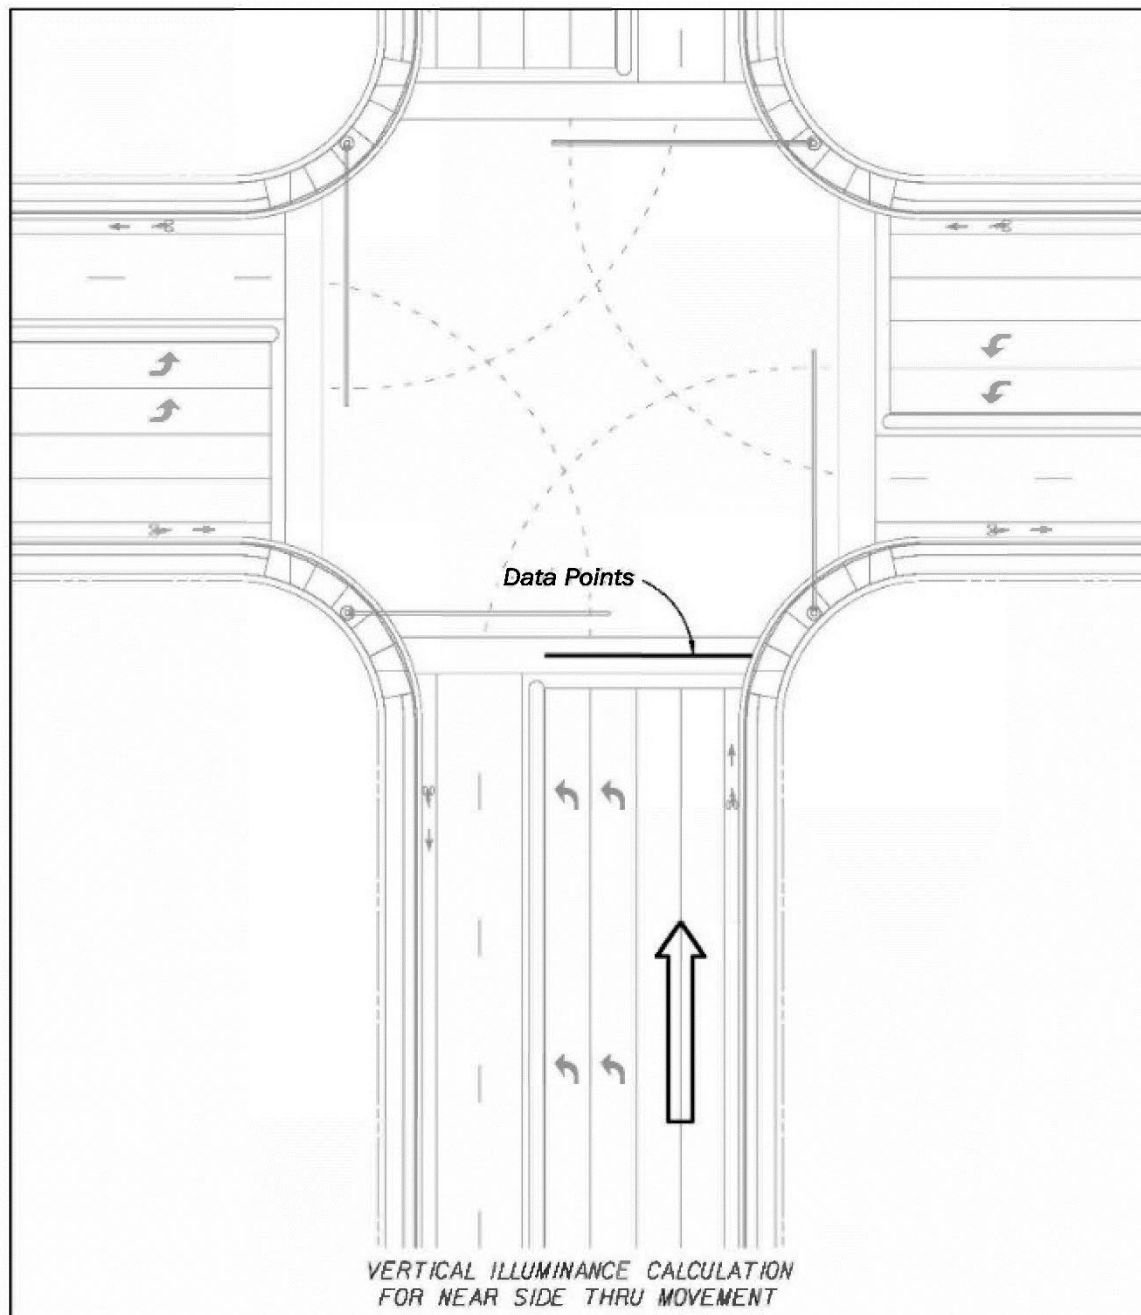 Data Points
VERTICAL ILLUMINANCE CALCULATION
FOR NEAR SIDE THRU MOVEMENT